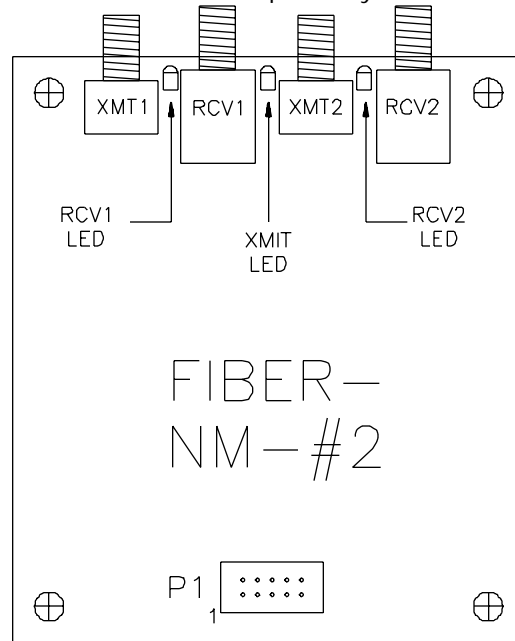 XMT1 RCV1 XMT2 RCV2
RCV1
LED
XMIT
LED
RCV2
LED
FIBER-
NM-#2
P1
1